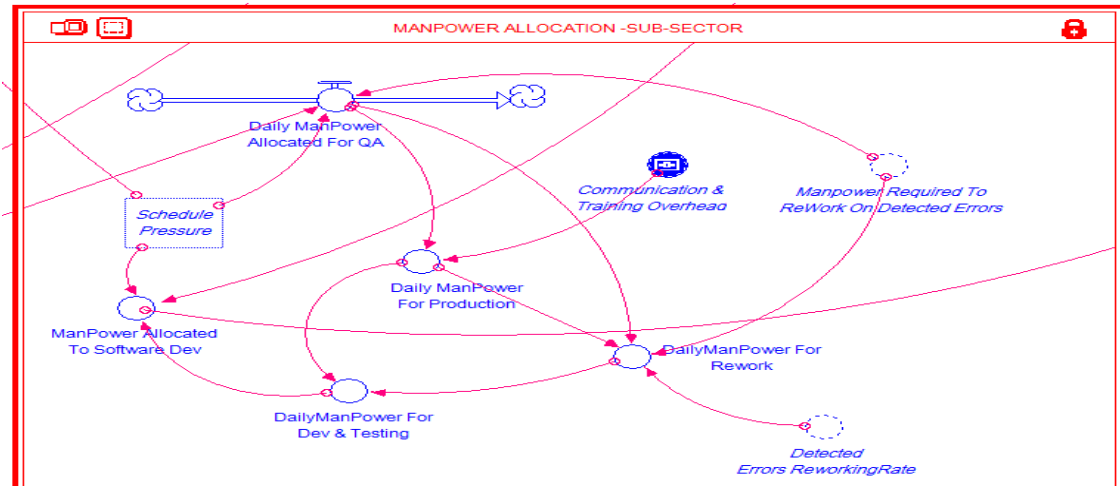 MANPOWER ALLOCATION -SUB-SECTOR
Daily ManPower
Allocated For QA
Communication &
Training Overhead
Manpower Required To
ReWork On Detected Errors
Schedule
Pressure
Daily ManPower
For Production
ManPower Allocated
To Software Dev
DailyManPower For
Rework
DailyManPower For
Dev & Testing
Detected
Errors ReworkingRate